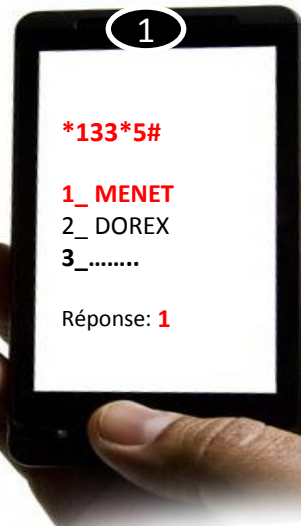 1
*133*5#
1_ MENET
2_ DOREX
3_........
Réponse: 1